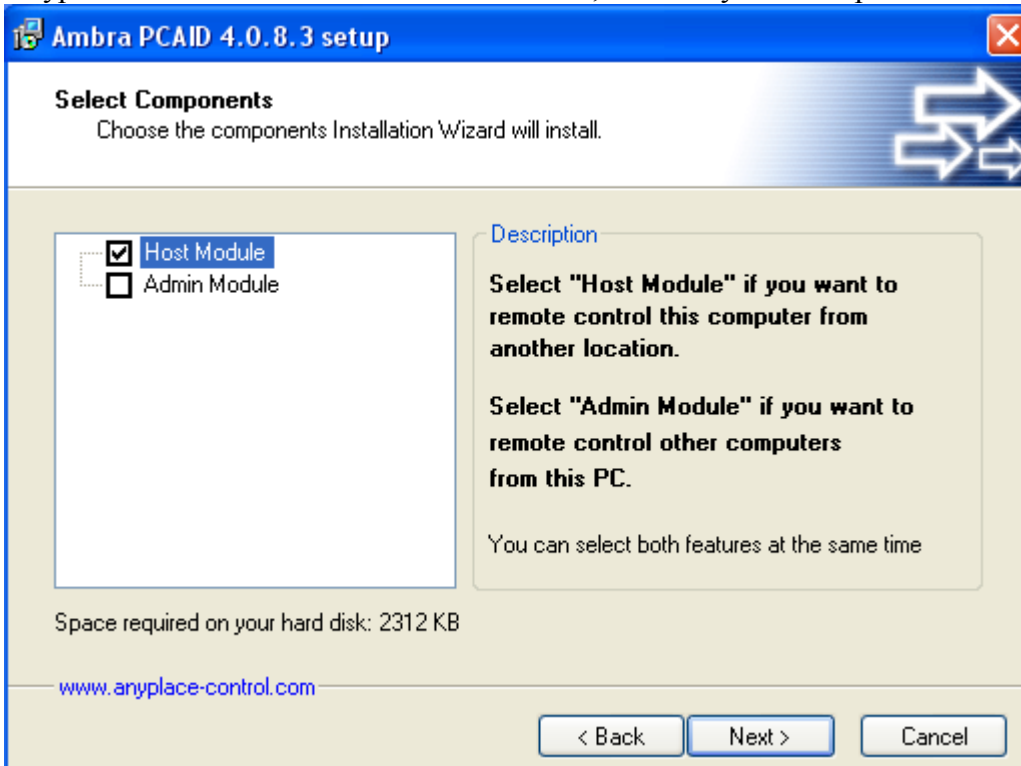 Ambra PCAID 4.0.8.3 setup
Select Components
Choose the components Installation Wizard will install.
Host Module
Admin Module
Description
Select "Host Module" if you want to
remote control this computer from
another location.
Select "Admin Module" if you want to
remote control other computers
from this PC.
You can select both features at the same time
Space required on your hard disk: 2312 KB
www.anyplace-control.com
< Back
Next >
Cancel